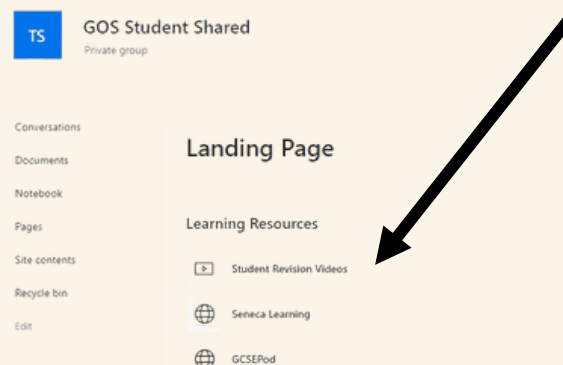 TS
GOS Student Shared
Private group
Conversations
Documents
Notebook
Pages
Site contents
Recycle bin
Edit
Landing Page
Learning Resources
Student Revision Videos
Seneca Learning
GCSEPod